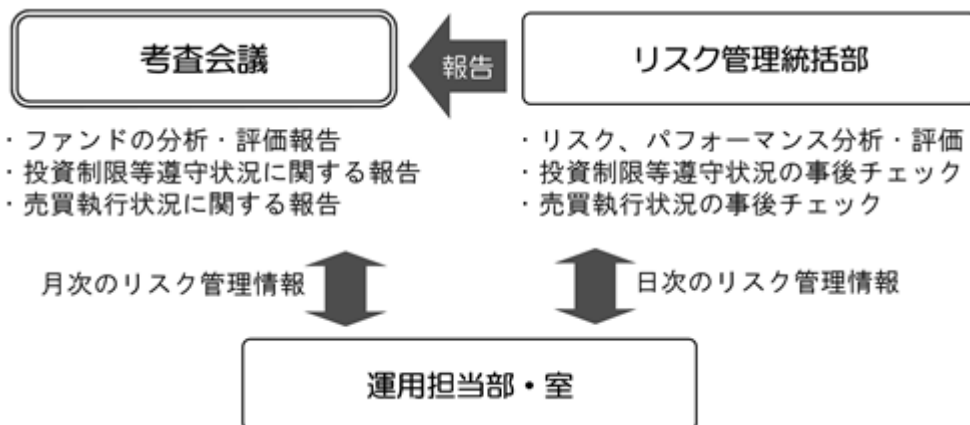 考査会議
報告
リスク管理統括部
・ファンドの分析・評価報告
・投資制限等遵守状況に関する報告
・売買執行状況に関する報告
・リスク、パフォーマンス分析・評価
・投資制限等遵守状況の事後チェック
・売買執行状況の事後チェック
月次のリスク管理情報
日次のリスク管理情報
運用担当部・室